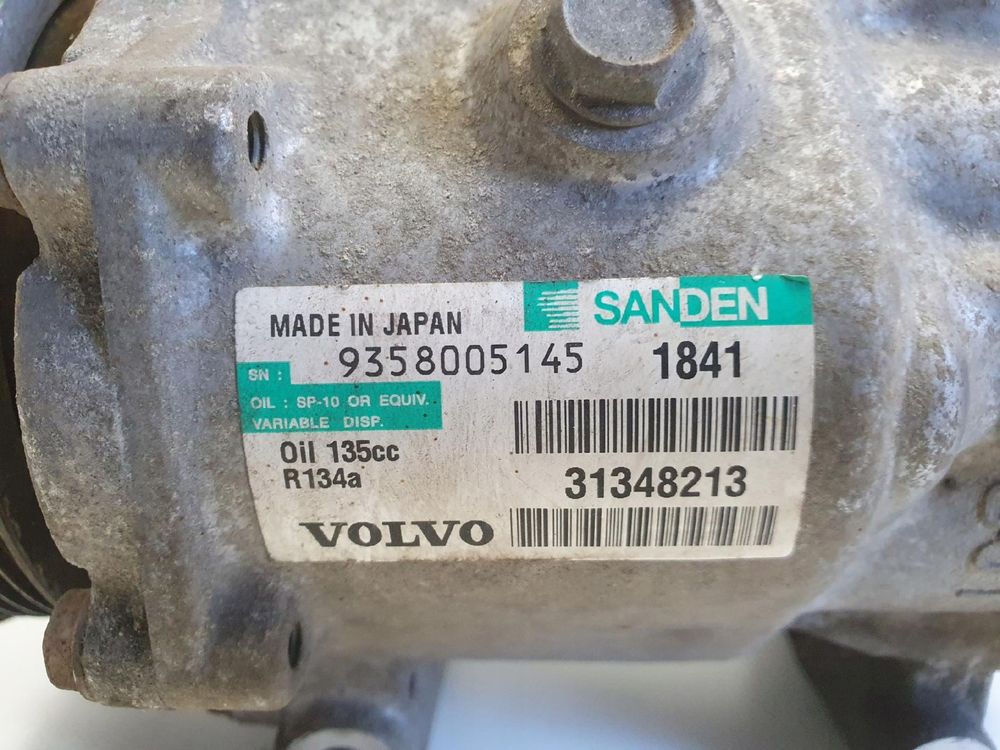 SANDEN
MADE IN JAPAN
SN : 9358005145 1841
OIL : SP-10 OR EQUIV.
VARIABLE DISP.
Oil 135cc
R134a
31348213
VOLVO